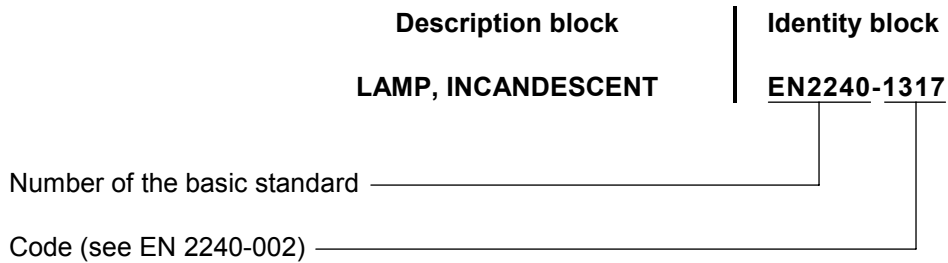 Description block Identity block
LAMP, INCANDESCENT EN2240-1317
Number of the basic standard
Code (see EN 2240-002)